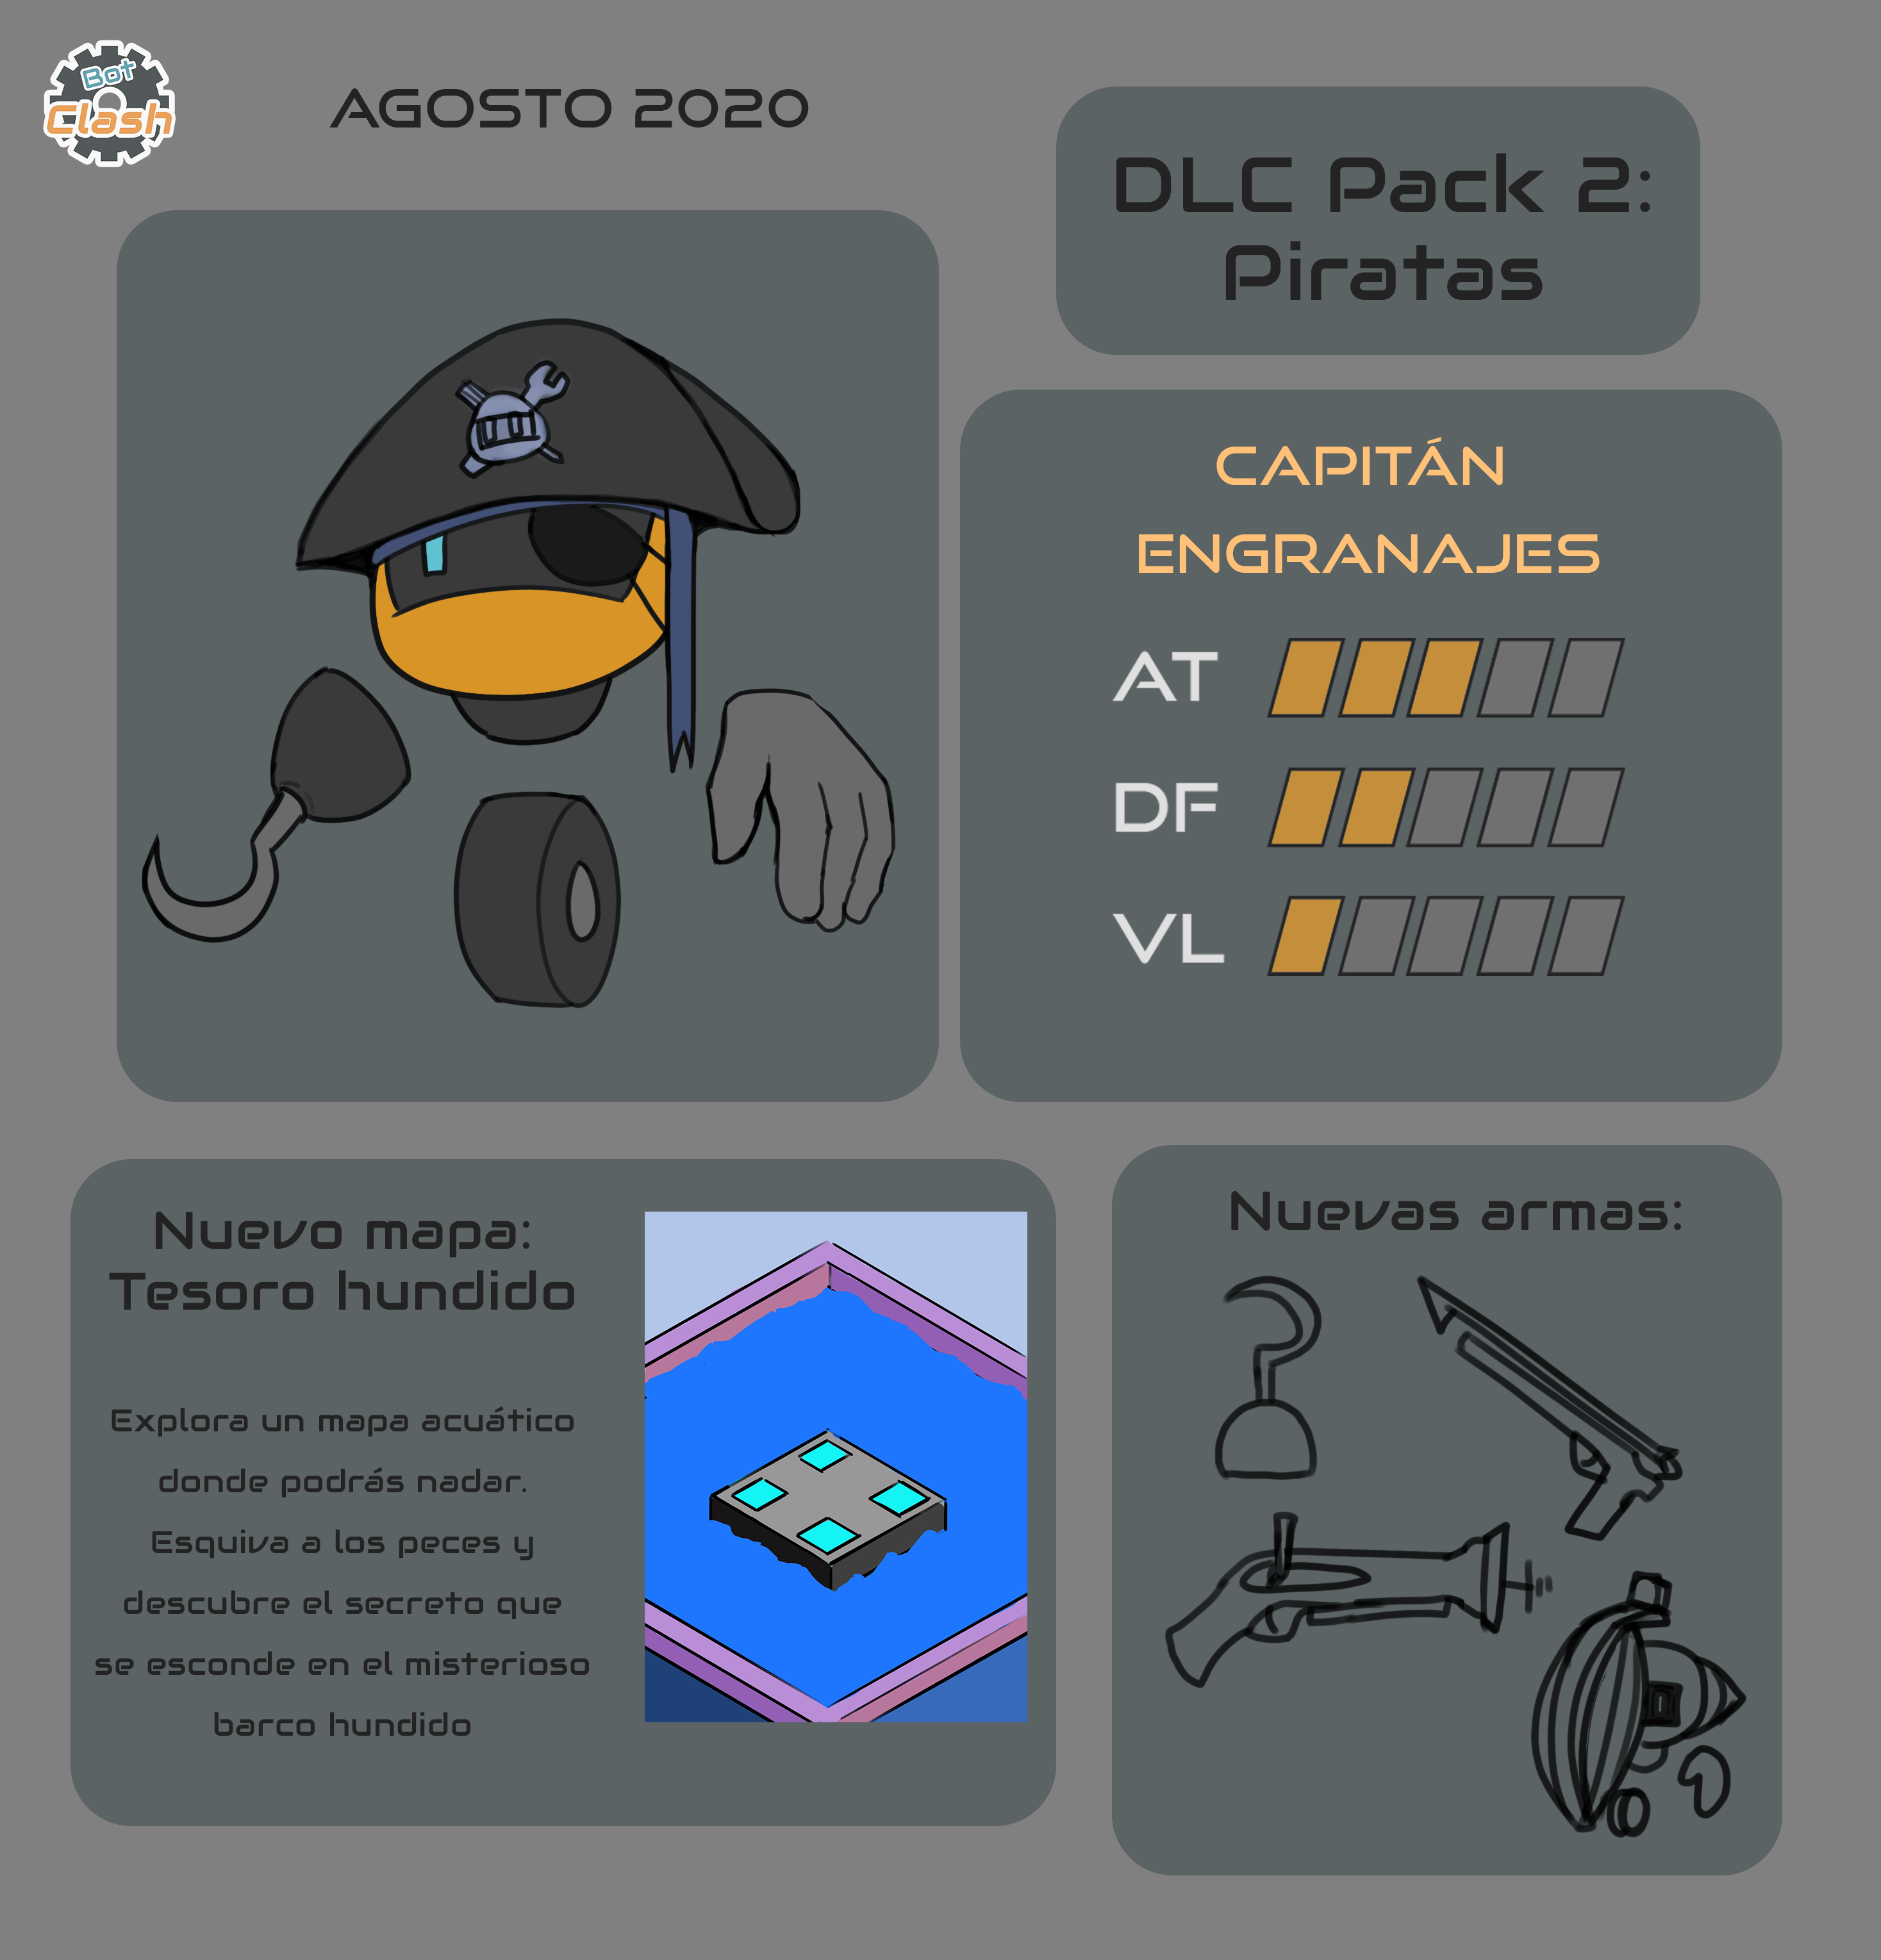 Bot
Clash
AGOSTO 2020
DLC Pack 2:
Piratas
CAPITÁN
ENGRANAJES
AT
DF
VL
Nuevo mapa:
Tesoro hundido
Explora un mapa acuático
donde podrás nadar.
Esquiva a los peces y
descubre el secreto que
se esconde en el misterioso
barco hundido
Nuevas armas: